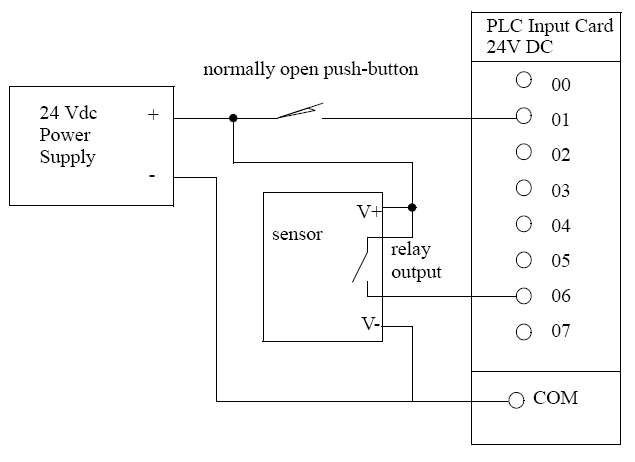 PLC Input Card
24V DC
normally open push-button
24 Vdc
Power
Supply
+
-
00
01
02
03
04
05
06
07
V+
sensor
relay
output
V-
COM